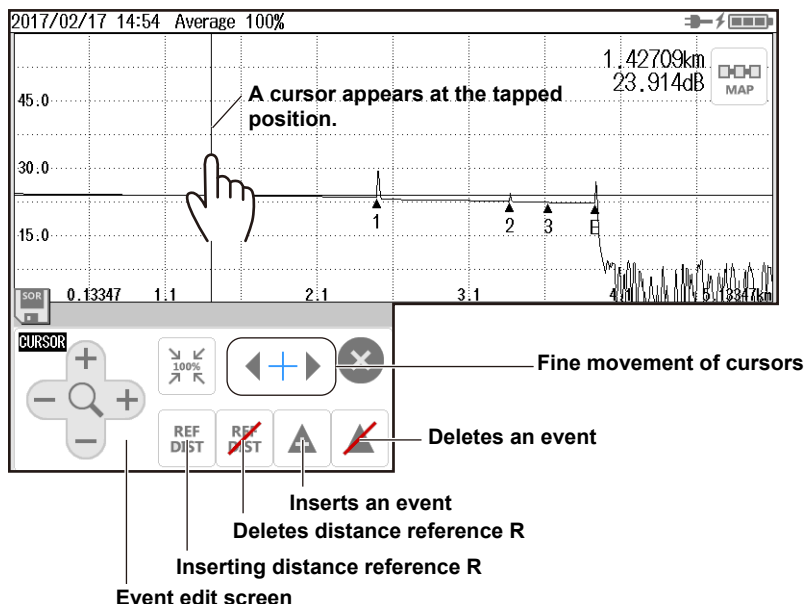 2017/02/17 14:54 Average 100%
1.42709km
23.914dB
MAP
45.0
A cursor appears at the tapped
position.
30.0
15.0
1
2
3
E
SOR
0.13347 1.1 2.1 3.1 4.1 5.13347km
CURSOR
100%
Fine movement of cursors
REF
DIST
REF
DIST
Deletes an event
Inserts an event
Deletes distance reference R
Inserting distance reference R
Event edit screen